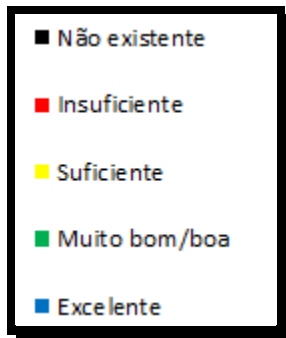 Não existente
Insuficiente
Suficiente
Muito bom/boa
Excelente